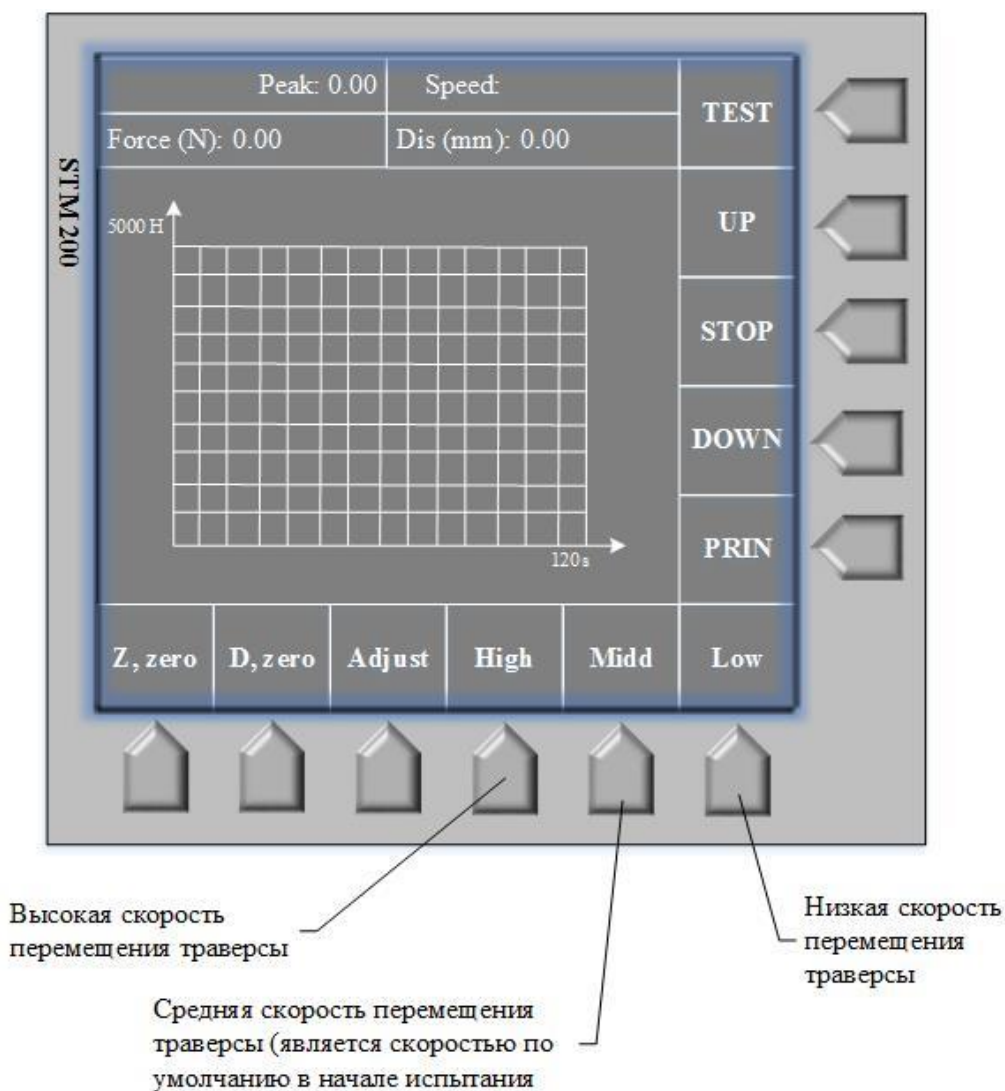 Peak: 0.00
Speed:
TEST
Force (N): 0.00
Dis (mm): 0.00
STM 200
5000 Н
UP
STOP
DOWN
PRIN
120 s
Z, zero
D, zero
Adjust
High
Midd
Low
Высокая скорость
перемещения траверсы
Низкая скорость
перемещения
траверсы
Средняя скорость перемещения
траверсы (является скоростью по
умолчанию в начале испытания